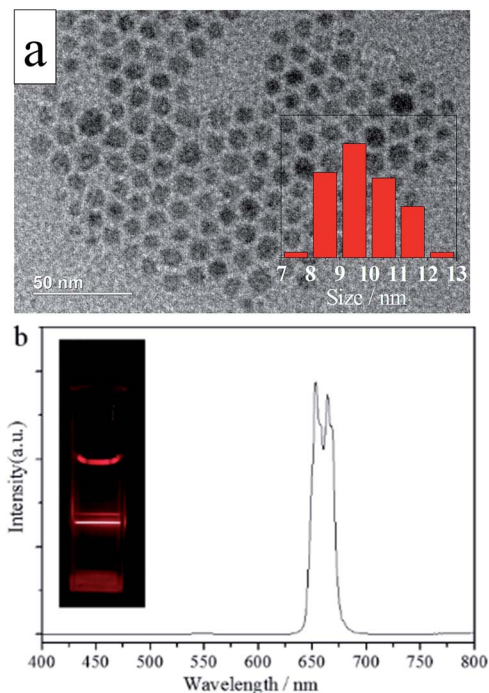 a
50 nm
7 8 9 10 11 12 13
Size / nm
b
Intensity(a.u.)
400 450 500 550 600 650 700 750 800
Wavelength / nm